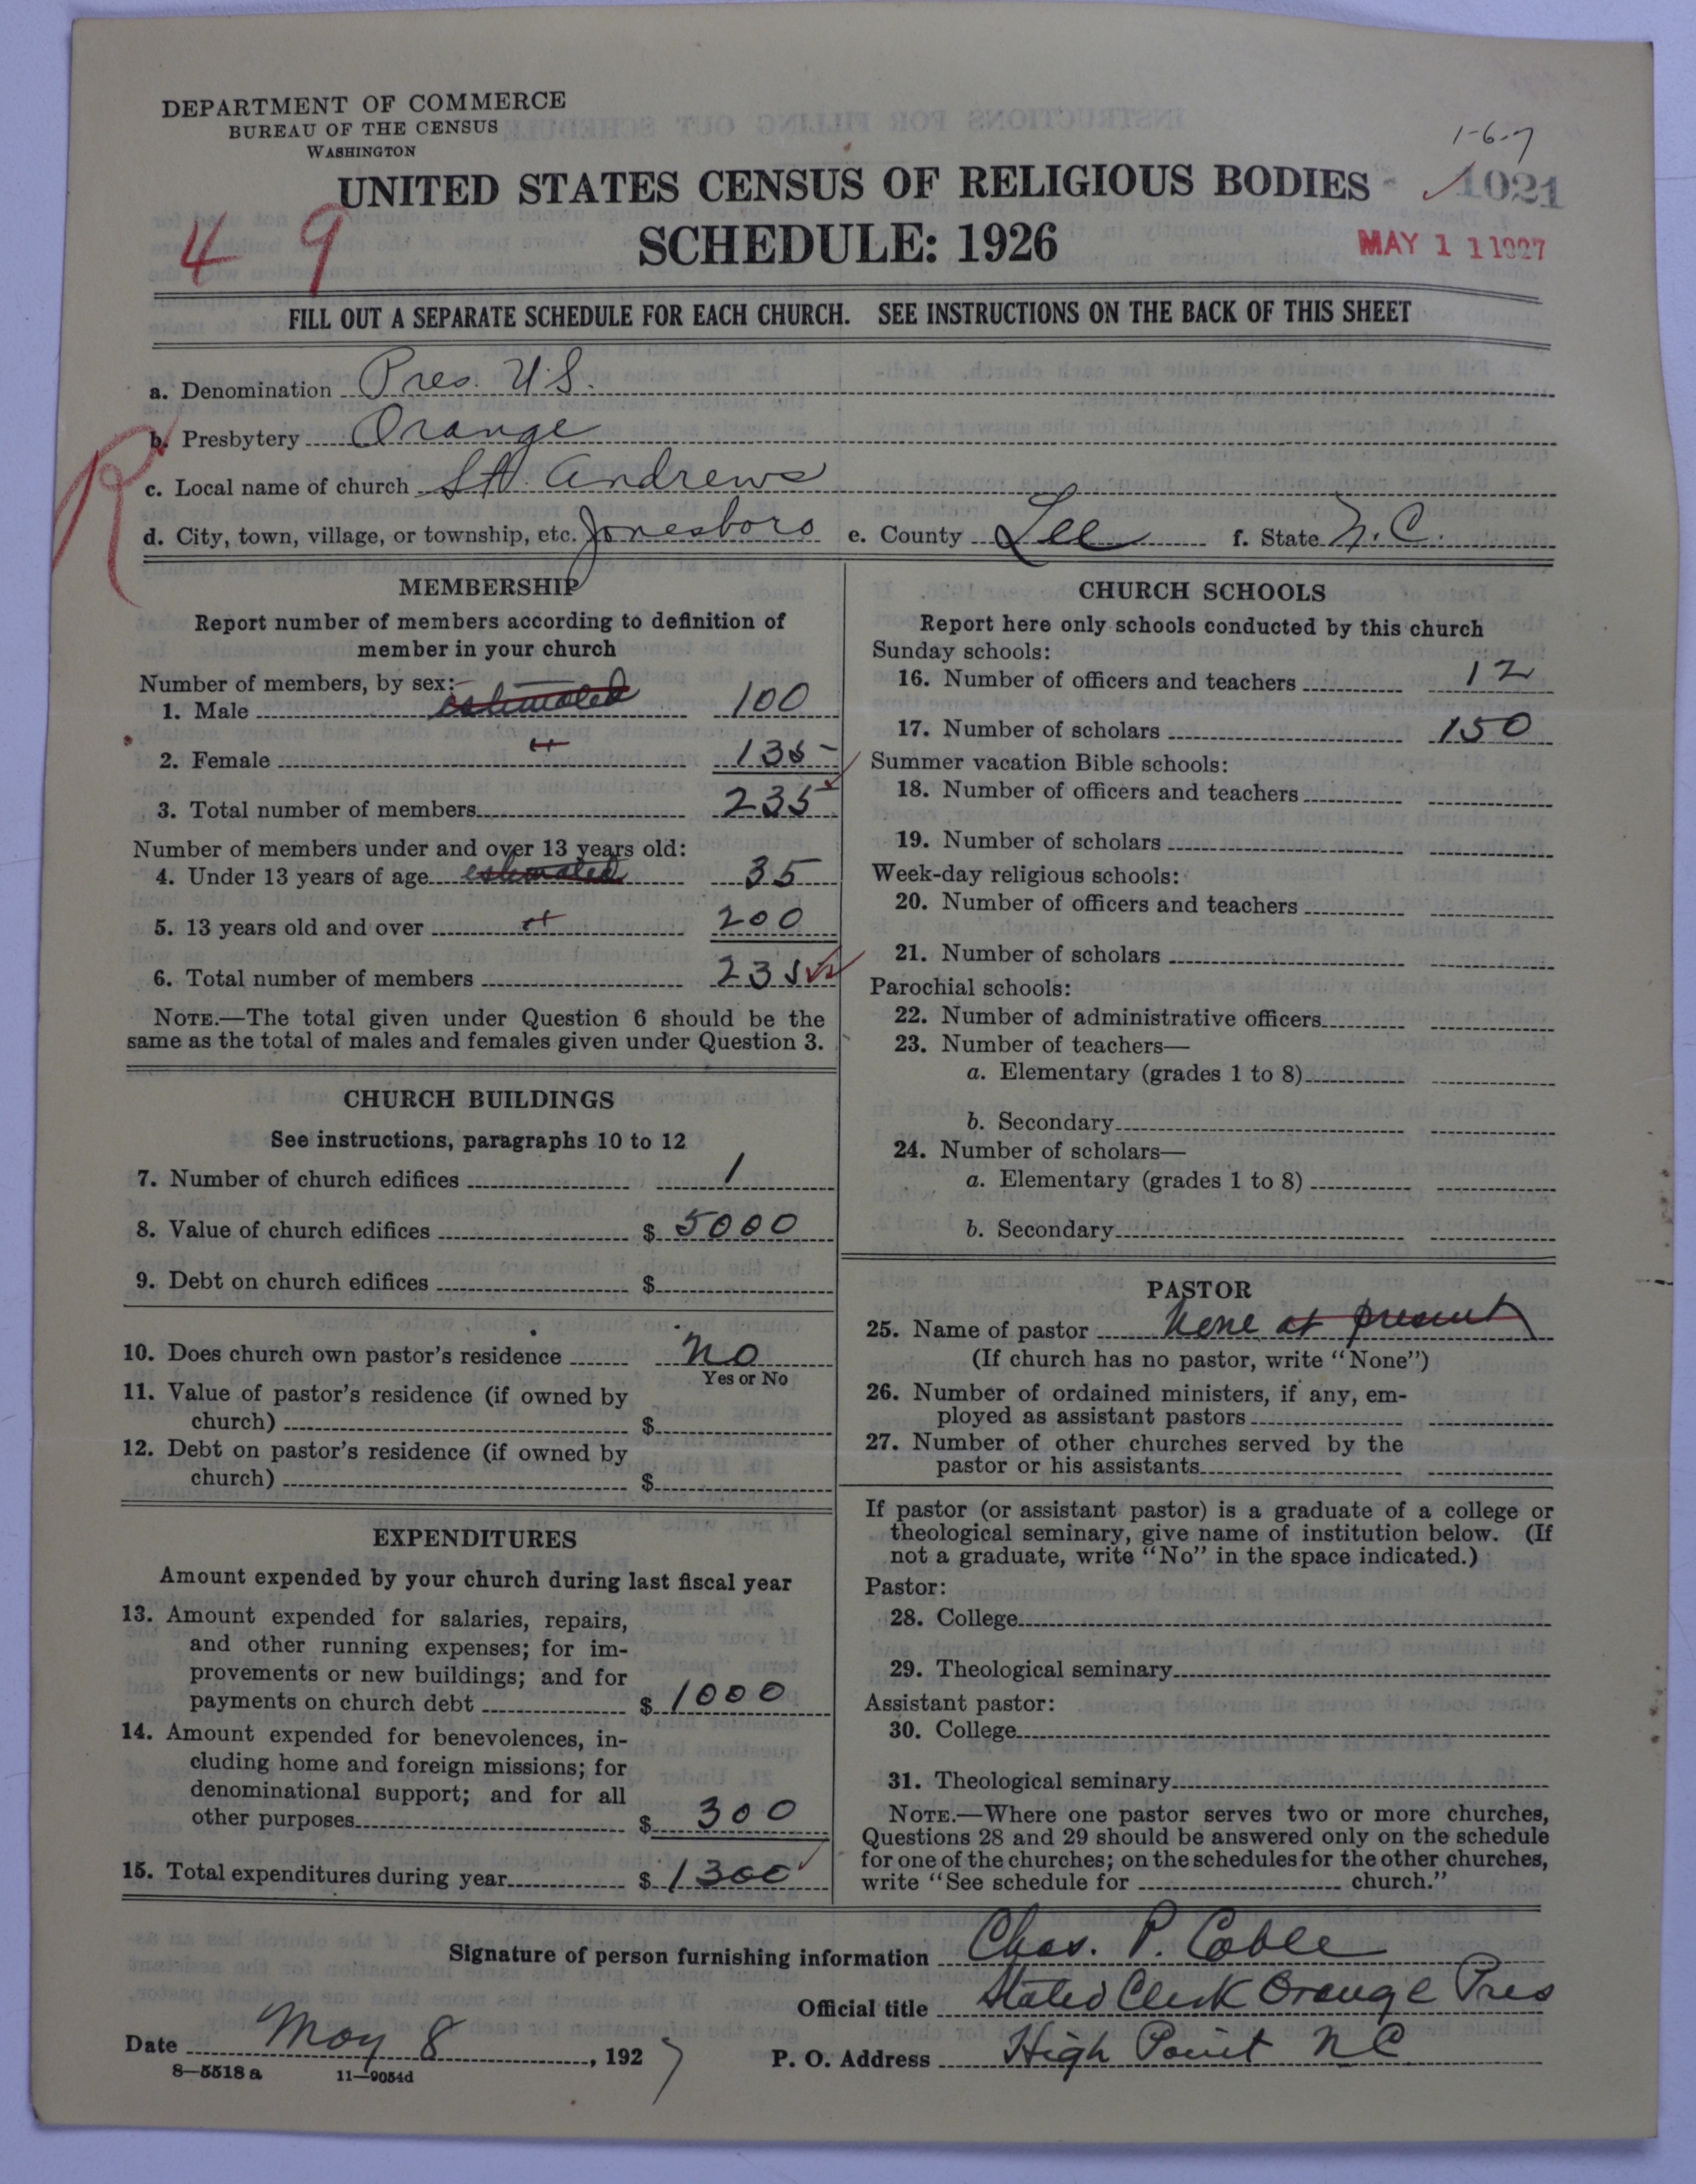 DEPARTMENT OF COMMERCE
BUREAU OF THE CENSUS
WASHINGTON
1-6-7
UNITED STATES CENSUS OF RELIGIOUS BODIES
1021
4 9
SCHEDULE: 1926
MAY 11 1927
FILL OUT A SEPARATE SCHEDULE FOR EACH CHURCH. SEE INSTRUCTIONS ON THE BACK OF THIS SHEET
R
a. Denomination Pres. U.S.
b. Presbytery Orange
c. Local name of church St. Andrews
d. City, town, village, or township, etc. Jonesboro e. County Lee f. State N.C.
MEMBERSHIP
Report number of members according to definition of
member in your church
Number of members, by sex:
1. Male estimated 100
2. Female " 135
3. Total number of members 235
Number of members under and over 13 years old:
4. Under 13 years of age estimated 35
5. 13 years old and over " 200
6. Total number of members 235
NOTE.—The total given under Question 6 should be the
same as the total of males and females given under Question 3.
CHURCH BUILDINGS
See instructions, paragraphs 10 to 12
7. Number of church edifices 1
8. Value of church edifices $ 5000
9. Debt on church edifices $
10. Does church own pastor's residence No
Yes or No
11. Value of pastor's residence (if owned by
church) $
12. Debt on pastor's residence (if owned by
church) $
EXPENDITURES
Amount expended by your church during last fiscal year
13. Amount expended for salaries, repairs,
and other running expenses; for im-
provements or new buildings; and for
payments on church debt $ 1000
14. Amount expended for benevolences, in-
cluding home and foreign missions; for
denominational support; and for all
other purposes $ 300
15. Total expenditures during year $ 1300
CHURCH SCHOOLS
Report here only schools conducted by this church
Sunday schools:
16. Number of officers and teachers 12
17. Number of scholars 150
Summer vacation Bible schools:
18. Number of officers and teachers
19. Number of scholars
Week-day religious schools:
20. Number of officers and teachers
21. Number of scholars
Parochial schools:
22. Number of administrative officers
23. Number of teachers—
a. Elementary (grades 1 to 8)
b. Secondary
24. Number of scholars—
a. Elementary (grades 1 to 8)
b. Secondary
PASTOR
25. Name of pastor None at present
(If church has no pastor, write "None")
26. Number of ordained ministers, if any, em-
ployed as assistant pastors
27. Number of other churches served by the
pastor or his assistants
If pastor (or assistant pastor) is a graduate of a college or
theological seminary, give name of institution below. (If
not a graduate, write "No" in the space indicated.)
Pastor:
28. College
29. Theological seminary
Assistant pastor:
30. College
31. Theological seminary
NOTE.—Where one pastor serves two or more churches,
Questions 28 and 29 should be answered only on the schedule
for one of the churches; on the schedules for the other churches,
write "See schedule for church."
Signature of person furnishing information Chas. P. Coble
Official title Stated Clerk Orange Pres
Date May 8, 1927 P. O. Address High Point N C
8—5518 a 11—9054d